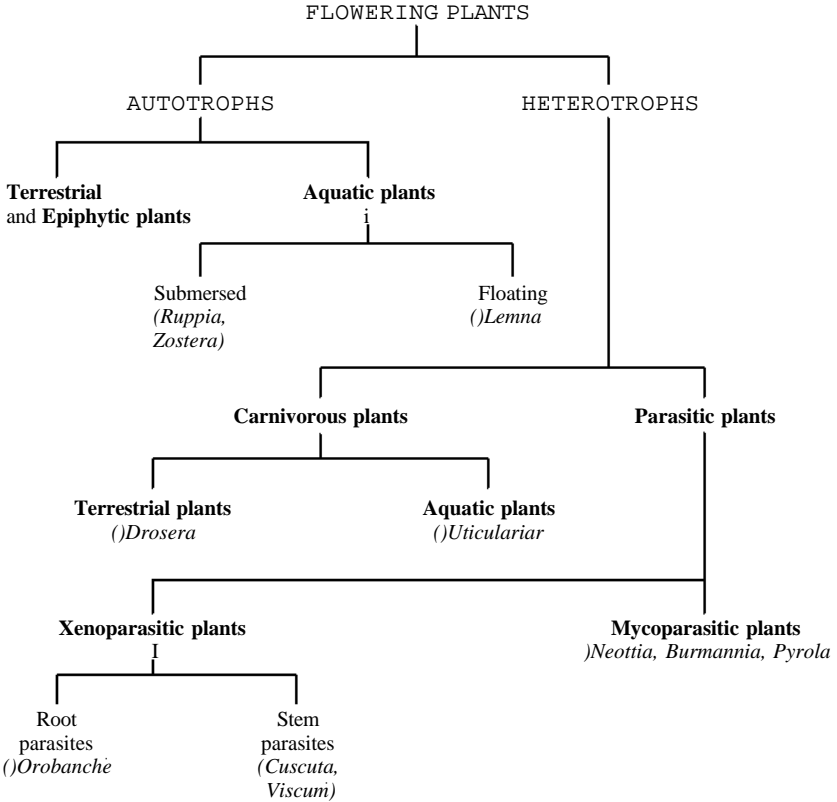 FLOWERING PLANTS
AUTOTROPHS
HETEROTROPHS
Terrestrial
and Epiphytic plants
Aquatic plants
i
Submersed
(Ruppia,
Zostera)
Floating
()Lemna
Carnivorous plants
Parasitic plants
Terrestrial plants
()Drosera
Aquatic plants
()Uticulariar
Xenoparasitic plants
I
Mycoparasitic plants
)Neottia, Burmannia, Pyrola
Root
parasites
()Orobanche
Stem
parasites
(Cuscuta,
Viscum)